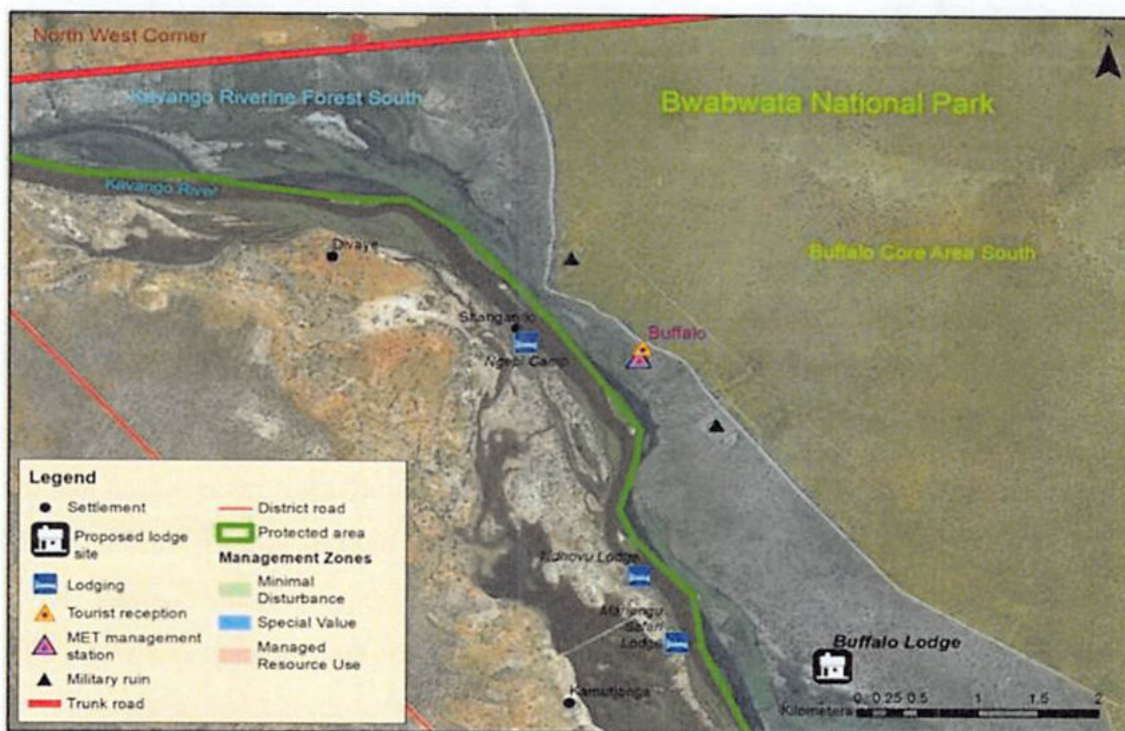 North West Corner
N
Kavango Riverine Forest South
Bwabwata National Park
Kavango River
Divaye
Buffalo Core Area South
Buffalo
Ngepi Camp
Ndhovu Lodge
Safari
Lodge
Buffalo Lodge
Kamutjonga
0 0.25 0.5 1 1.5 2
Kilometers
Legend
Settlement
Proposed lodge
site
Lodging
Tourist reception
MET management
station
Military ruin
Trunk road
District road
Protected area
Management Zones
Minimal
Disturbance
Special Value
Managed
Resource Use